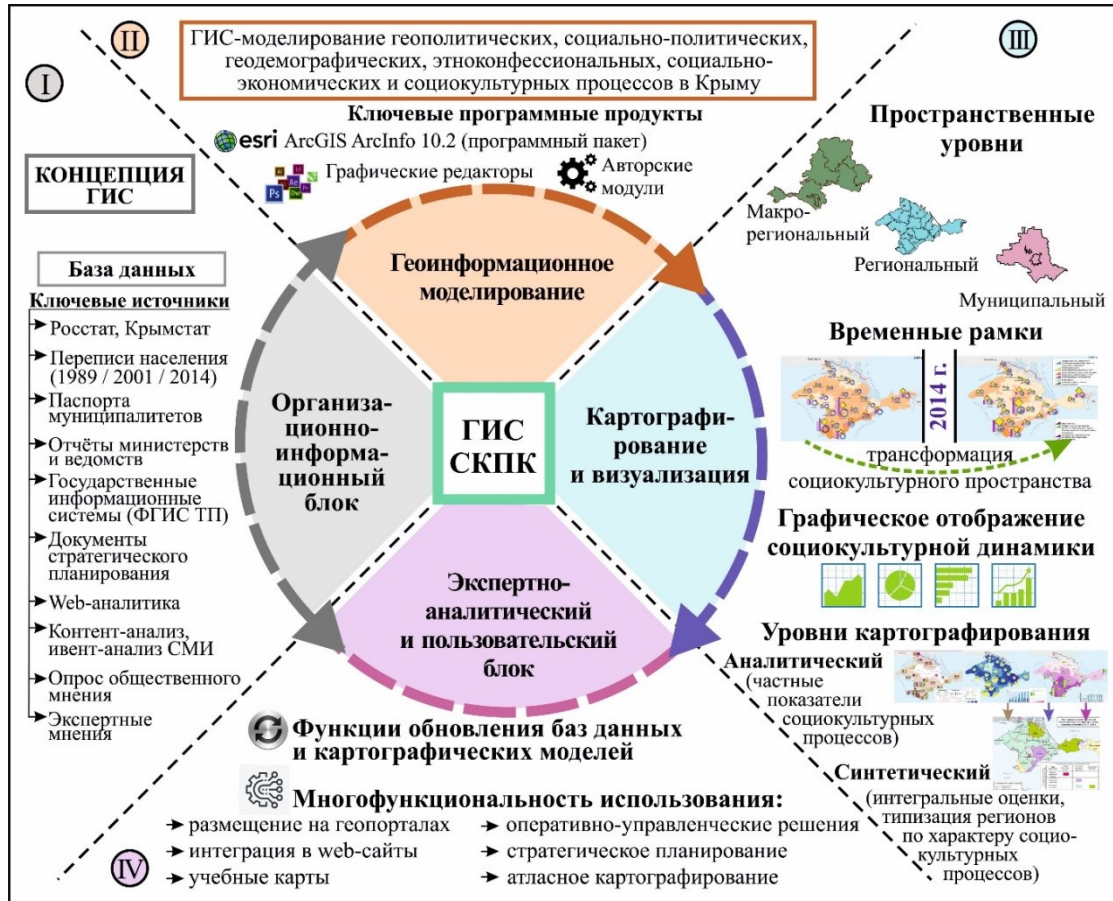 I
КОНЦЕПЦИЯ
ГИС
База данных
Ключевые источники
Росстат, Крымстат
Переписи населения
(1989 / 2001 / 2014)
Паспорта
муниципалитетов
Отчёты министерств
и ведомств
Государственные
информационные
системы (ФГИС ТП)
Документы
стратегического
планирования
Web-аналитика
Контент-анализ,
ивент-анализ СМИ
Опрос общественного
мнения
Экспертные
мнения
II
ГИС-моделирование геополитических, социально-политических,
геодемографических, этноконфессиональных, социально-
экономических и социокультурных процессов в Крыму
Ключевые программные продукты
esri ArcGIS ArcInfo 10.2 (программный пакет)
Ps
Графические редакторы
Авторские
модули
Геоинформационное
моделирование
Организа-
ционно-
информа-
ционный
блок
ГИС
СКПК
Картографи-
рование
и визуализация
Экспертно-
аналитический
и пользовательский
блок
III
Пространственные
уровни
Макро-
региональный
Региональный
Муниципальный
Временные рамки
2014 г.
трансформация
социокультурного пространства
Графическое отображение
социокультурной динамики
Уровни картографирования
Аналитический
(частные
показатели
социокультурных
процессов)
Синтетический
(интегральные оценки,
типизация регионов
по характеру социо-
культурных
процессов)
IV
Функции обновления баз данных
и картографических моделей
Многофункциональность использования:
размещение на геопорталах
интеграция в web-сайты
учебные карты
оперативно-управленческие решения
стратегическое планирование
атласное картографирование